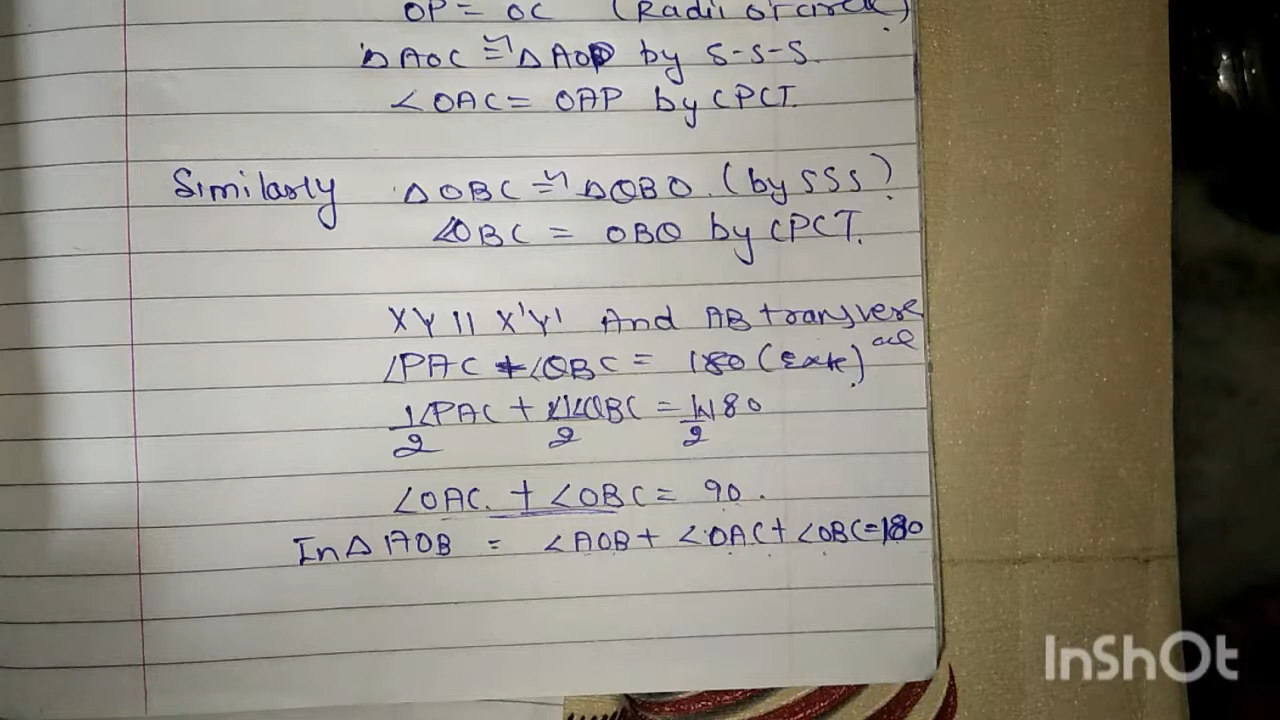 OP = OC (Radii of circle)
△AOC ≅ △AOP by S-S-S.
∠OAC = OAP by CPCT.
Similarly △OBC ≅ △QBO. (by SSS)
∠OBC = OBQ by CPCT.
XY || X'Y' And AB transvere
∠PAC + ∠QBC = 180
1/2 ∠PAC + 1/2 ∠QBC = 1/2 180
∠OAC. + ∠OBC = 90.
In △ AOB = ∠AOB + ∠OAC + ∠OBC = 180
InShOt